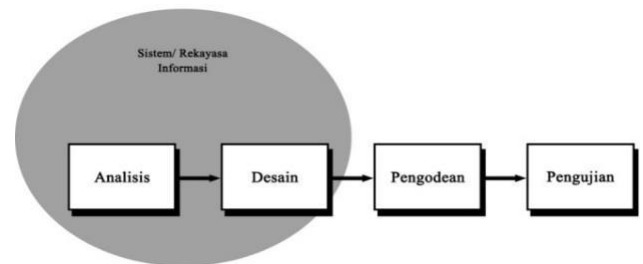 Sistem/ Rekayasa
Informasi
Analisis
Desain
Pengodean
Pengujian